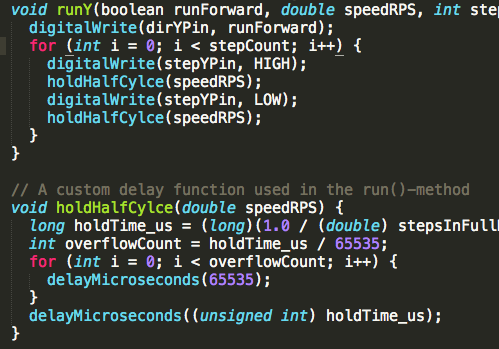 void runY(boolean runForward, double speedRPS, int step
digitalWrite(dirYPin, runForward);
for (int i = 0; i < stepCount; i++) {
digitalWrite(stepYPin, HIGH);
holdHalfCylce(speedRPS);
digitalWrite(stepYPin, LOW);
holdHalfCylce(speedRPS);
}
}
// A custom delay function used in the run()-method
void holdHalfCylce(double speedRPS) {
long holdTime_us = (long)(1.0 / (double) stepsInFullR
int overflowCount = holdTime_us / 65535;
for (int i = 0; i < overflowCount; i++) {
delayMicroseconds(65535);
}
delayMicroseconds((unsigned int) holdTime_us);
}